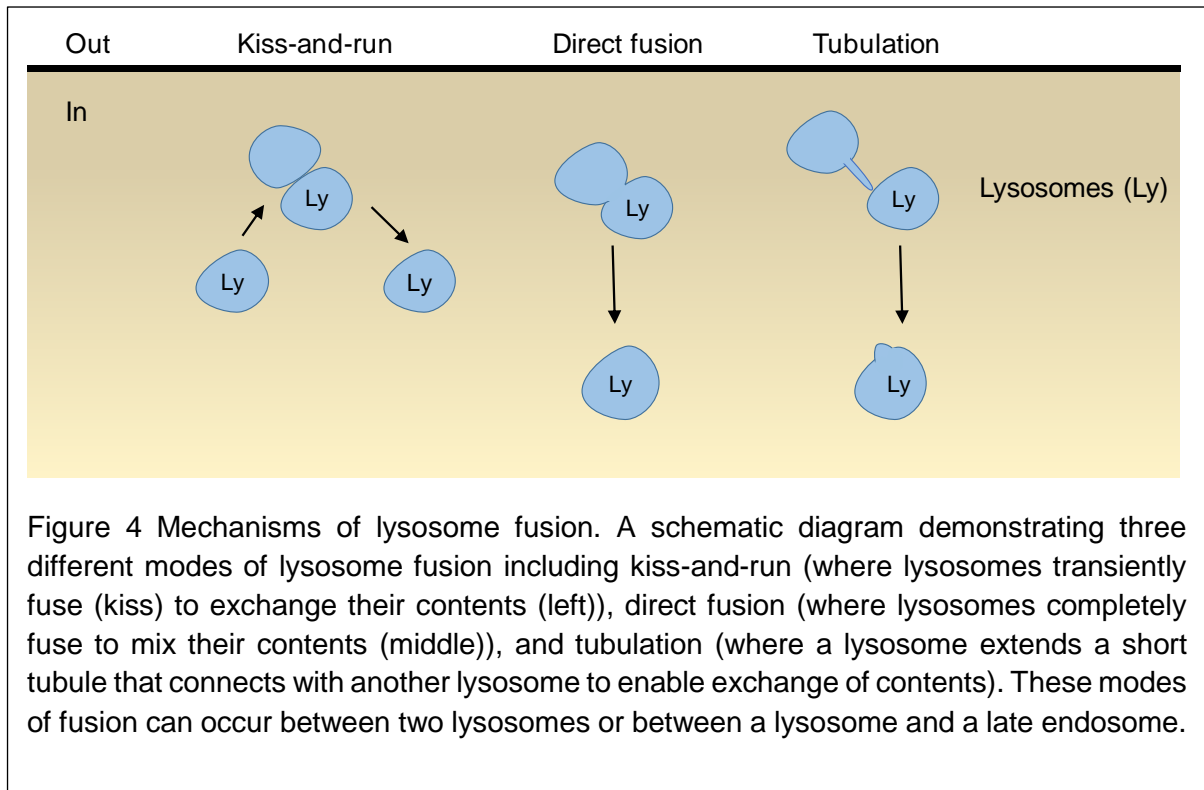 Out Kiss-and-run Direct fusion Tubulation
In
Ly Ly Ly
Lysosomes (Ly)
Ly Ly
Ly Ly
Figure 4 Mechanisms of lysosome fusion. A schematic diagram demonstrating three
different modes of lysosome fusion including kiss-and-run (where lysosomes transiently
fuse (kiss) to exchange their contents (left)), direct fusion (where lysosomes completely
fuse to mix their contents (middle)), and tubulation (where a lysosome extends a short
tubule that connects with another lysosome to enable exchange of contents). These modes
of fusion can occur between two lysosomes or between a lysosome and a late endosome.